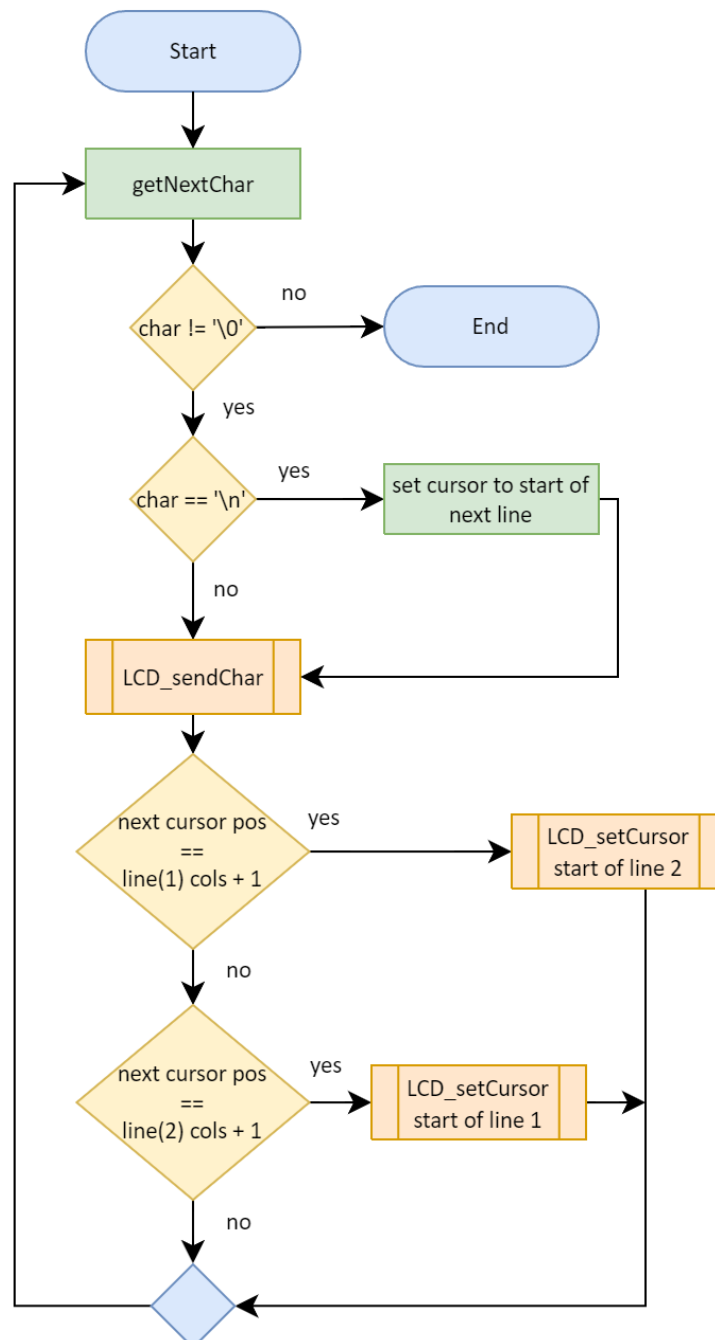 Start
getNextChar
char != '\0'
no
End
yes
char == '\n'
yes
set cursor to start of
next line
no
LCD_sendChar
next cursor pos
==
line(1) cols + 1
yes
LCD_setCursor
start of line 2
no
next cursor pos
==
line(2) cols + 1
yes
LCD_setCursor
start of line 1
no